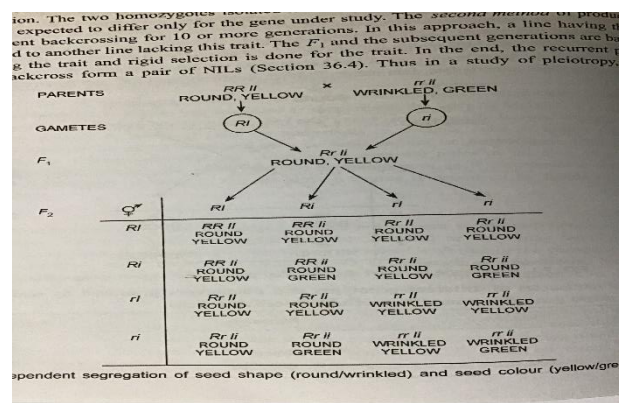 ion. The two homozygotes
expected to differ only for the gene under study. The second
ent backcrossing for 10 or more generations. In this approach, a line having
d to another line lacking this trait. The F1 and the subsequent generations are
g the trait and rigid selection is done for the trait. In the end, the recurrent
ackcross form a pair of NILs (Section 36.4). Thus in a study of pleiotropy,
PARENTS RR II × rr ii
ROUND, YELLOW WRINKLED, GREEN
GAMETES RI ri
F1 Rr Ii
ROUND, YELLOW
F2 ⚥ RI Ri rI ri
RI RR II RR Ii Rr II Rr Ii
ROUND ROUND ROUND ROUND
YELLOW YELLOW YELLOW YELLOW
Ri RR Ii RR ii Rr Ii Rr ii
ROUND ROUND ROUND ROUND
YELLOW GREEN YELLOW GREEN
rI Rr II Rr Ii rr II rr Ii
ROUND ROUND WRINKLED WRINKLED
YELLOW YELLOW YELLOW YELLOW
ri Rr Ii Rr ii rr Ii rr ii
ROUND ROUND WRINKLED WRINKLED
YELLOW GREEN YELLOW GREEN
ependent segregation of seed shape (round/wrinkled) and seed colour (yellow/gre